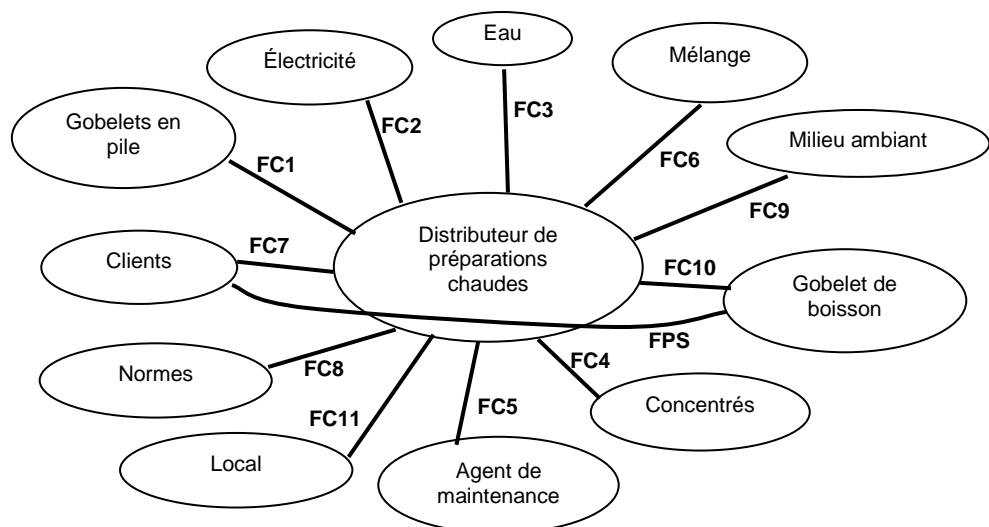 Eau
Mélange
Électricité
FC3
Gobelets en
pile
FC2
FC6
Milieu ambiant
FC1
FC9
Distributeur de
préparations
chaudes
Clients
FC7
FC10
Gobelet de
boisson
FPS
Normes
FC8
FC4
Concentrés
FC11
FC5
Local
Agent de
maintenance